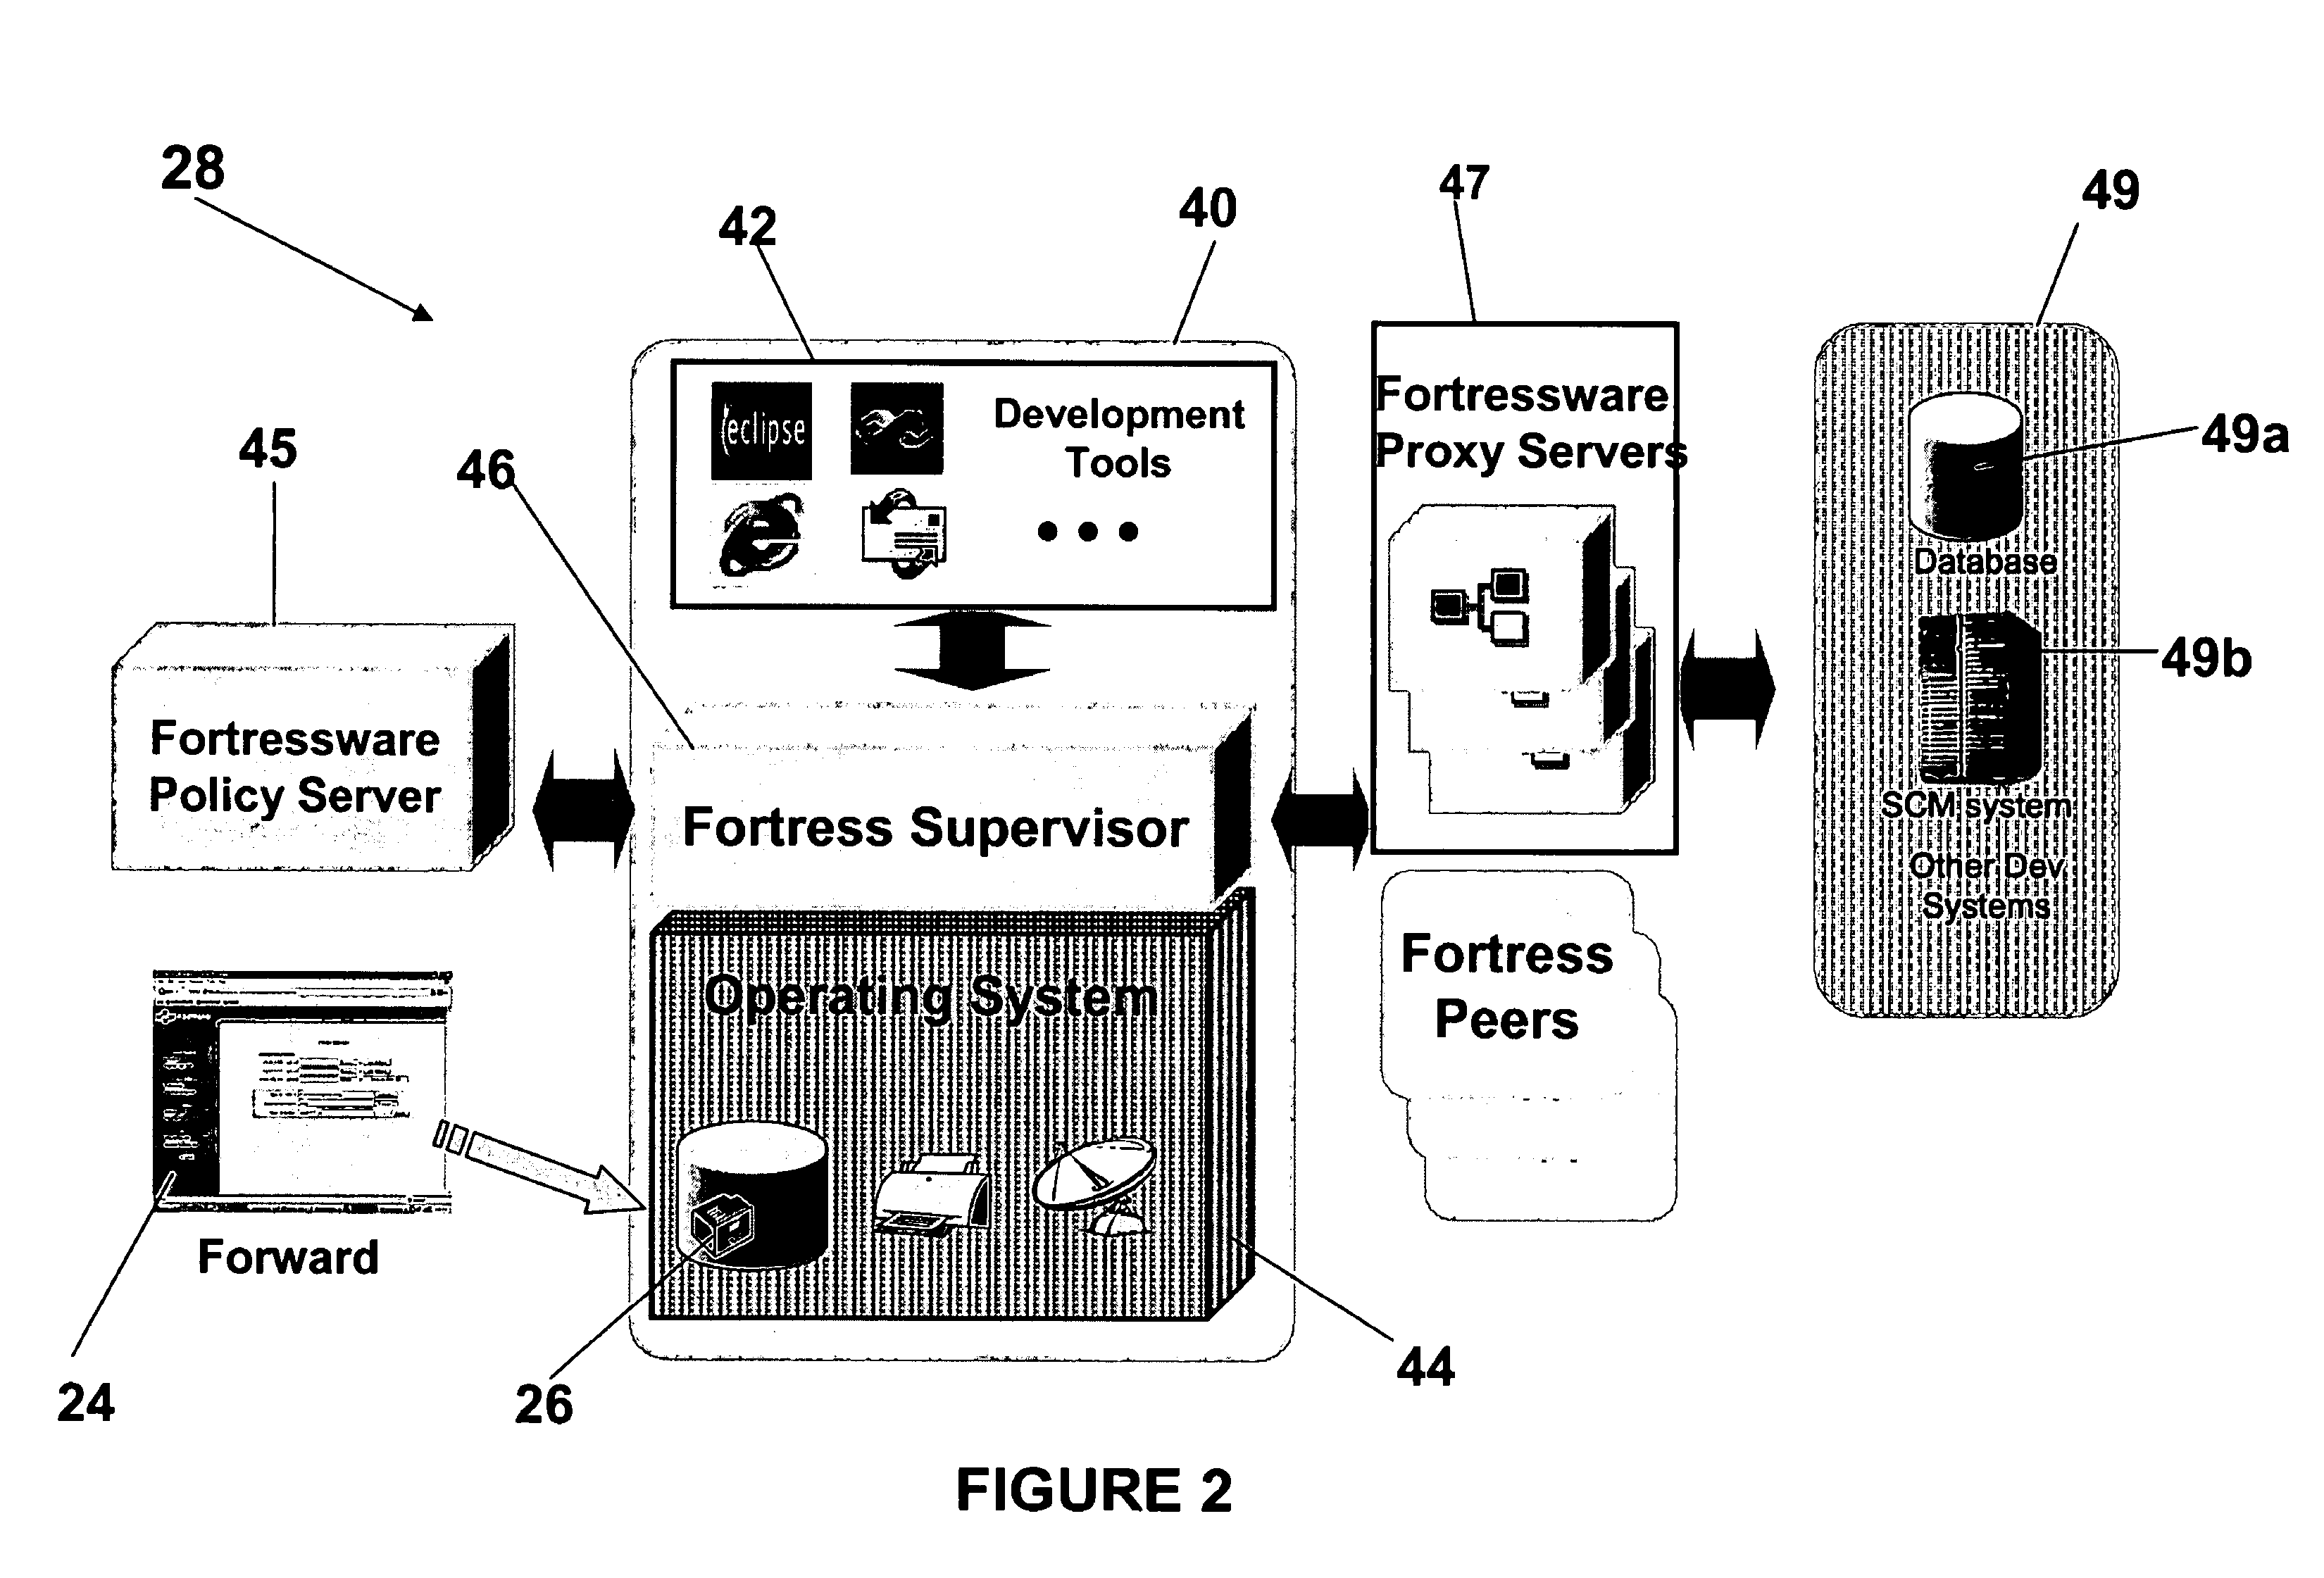 28
42
40
47
49
45
46
(eclipse
Development
Tools
Fortressware
Proxy Servers
49a
Database
49b
SCM system
Other Dev
Systems
Fortressware
Policy Server
Fortress Supervisor
Operating System
Fortress
Peers
Forward
24
26
44
FIGURE 2